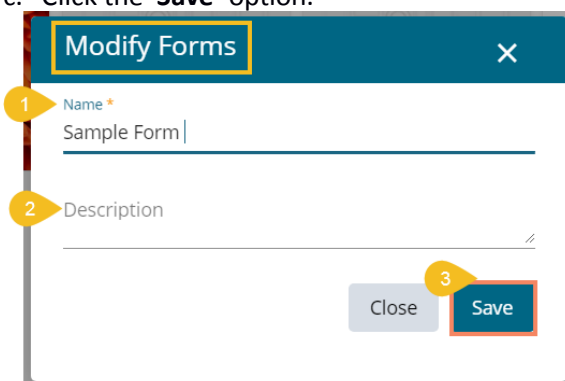 c. Click the 'Save' option.
Modify Forms ×
1 Name *
Sample Form
2 Description
3
Close Save